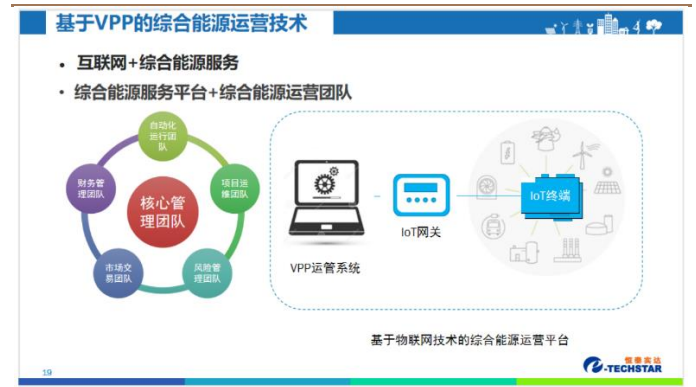 基于VPP的综合能源运营技术
• 互联网+综合能源服务
• 综合能源服务平台+综合能源运营团队
自动化
运行团
队
财务管
理团队
项目运
维团队
核心管
理团队
市场交
易团队
风险管
理团队
VPP运管系统
IoT网关
IoT终端
基于物联网技术的综合能源运营平台
19
恒泰实达
-TECHSTAR